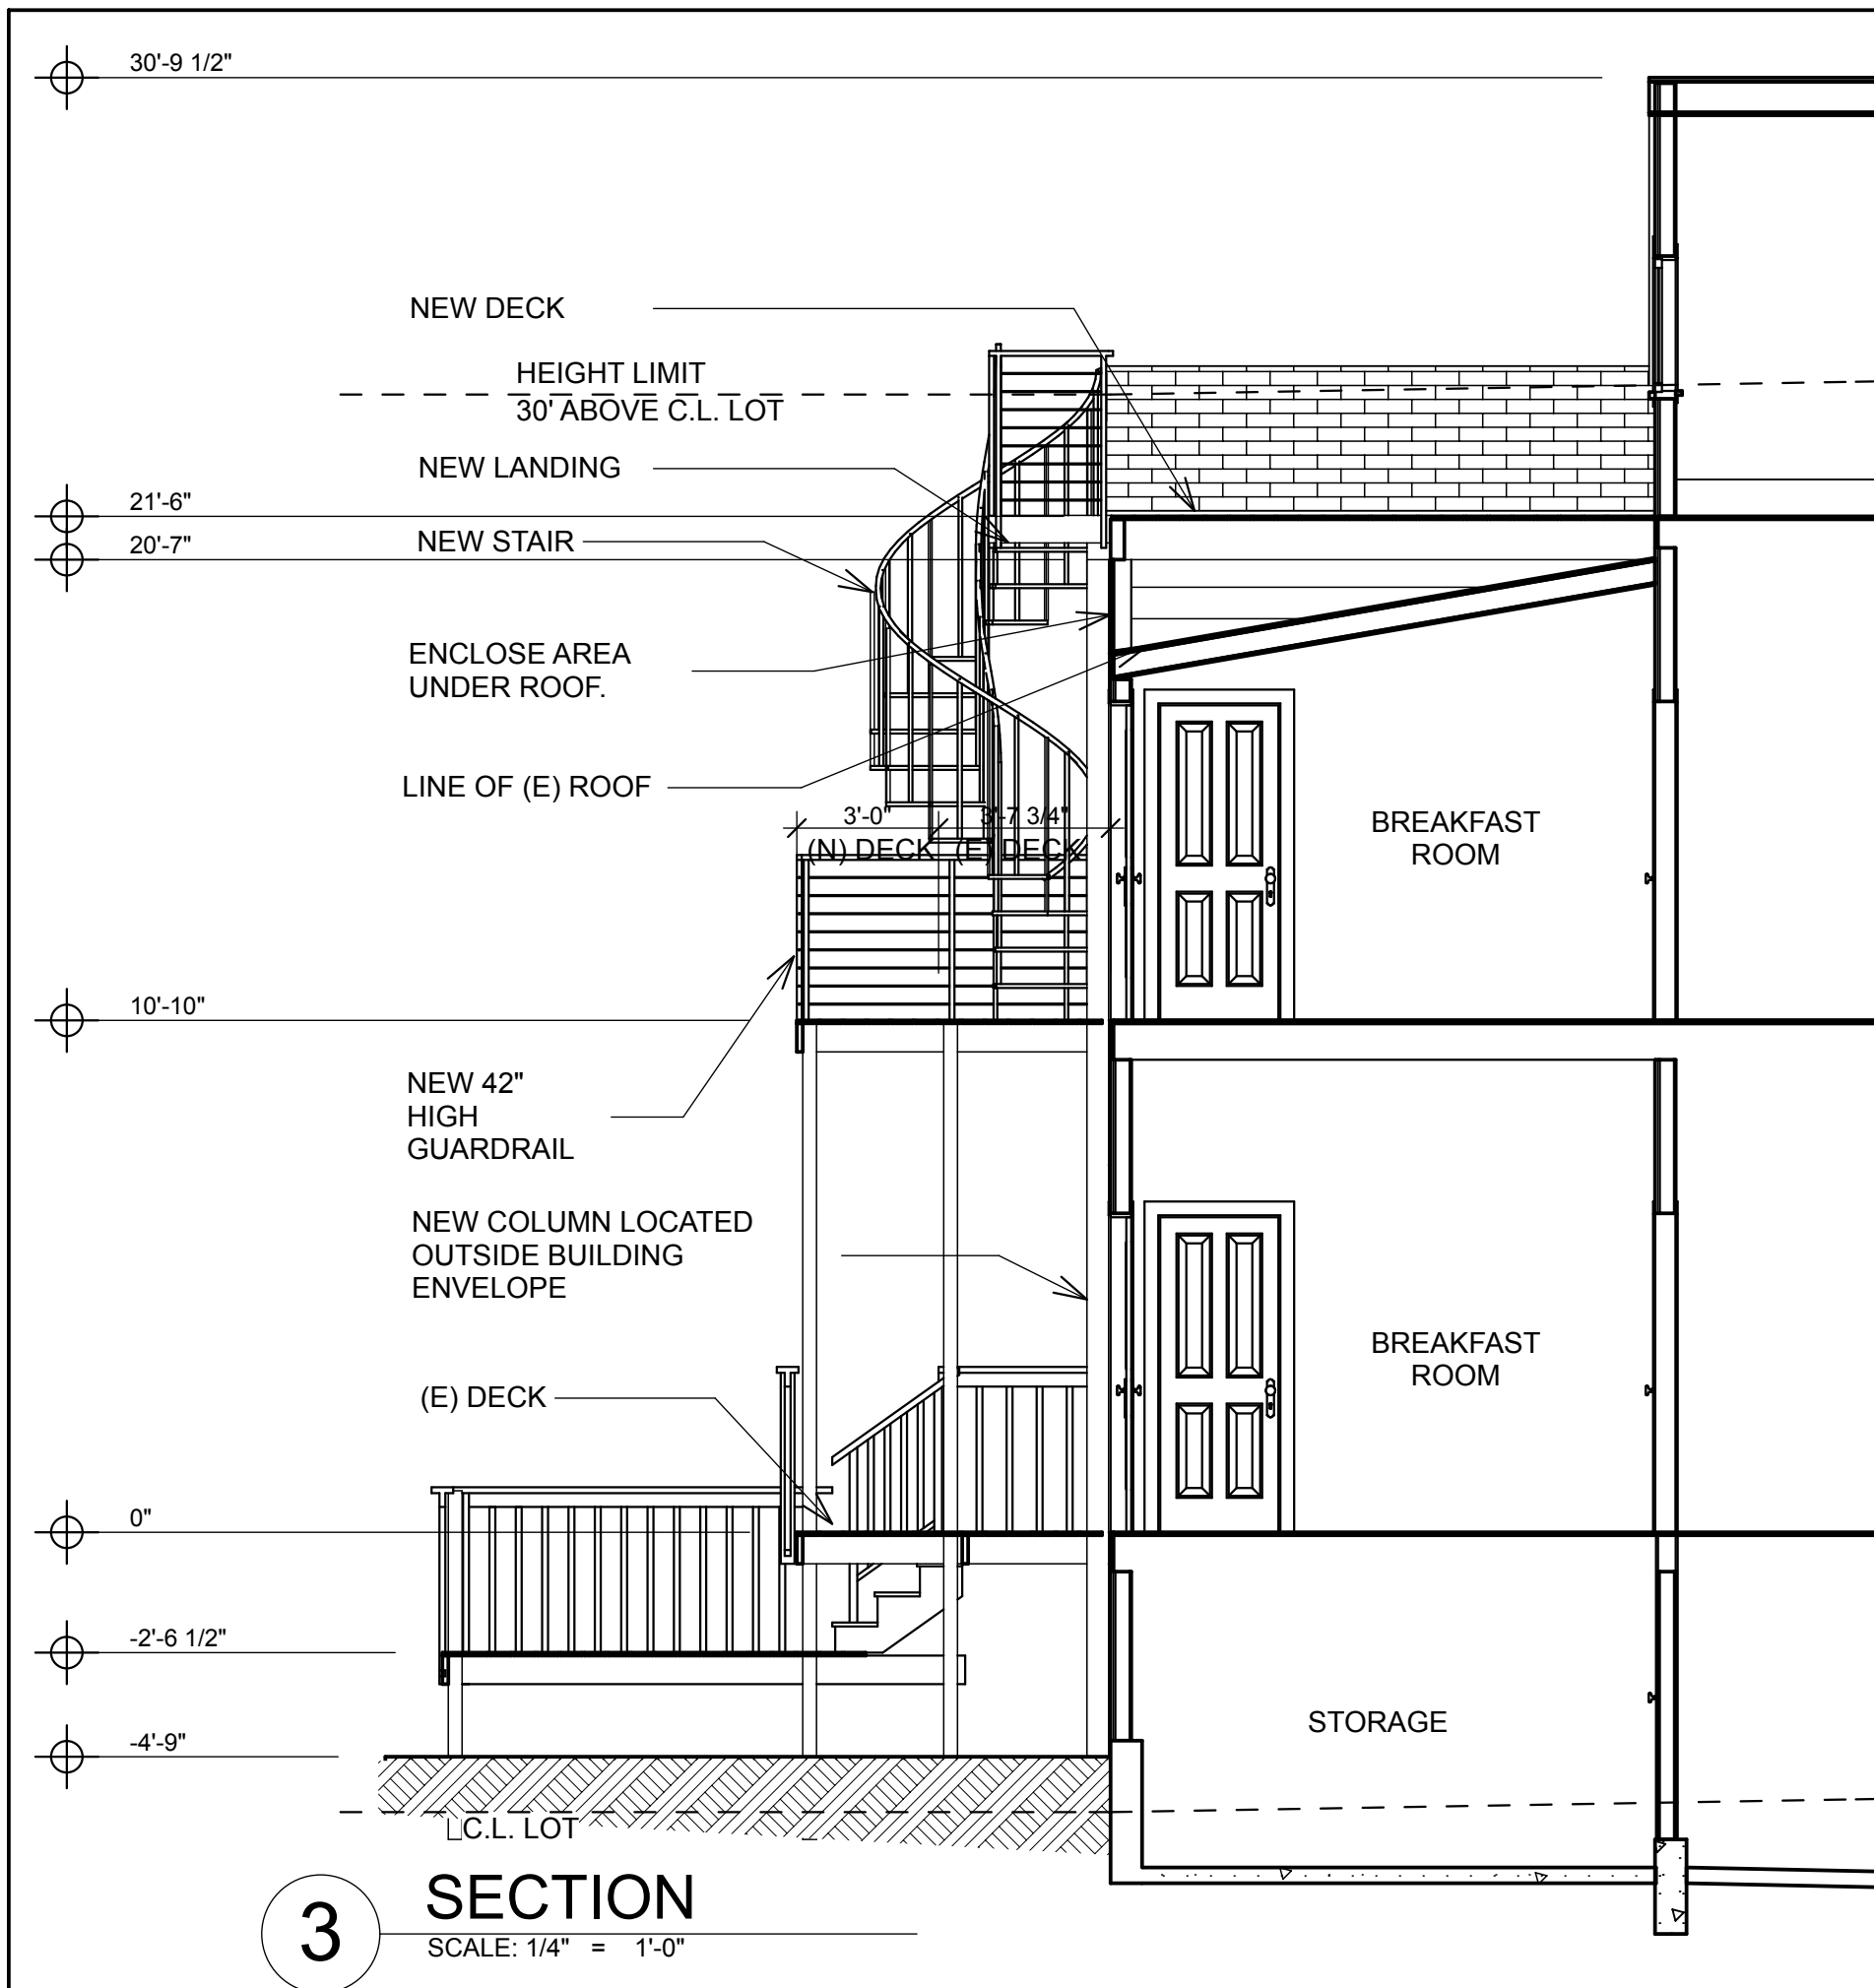 30'-9 1/2"
NEW DECK
HEIGHT LIMIT
30' ABOVE C.L. LOT
NEW LANDING
21'-6"
20'-7"
NEW STAIR
ENCLOSE AREA
UNDER ROOF.
LINE OF (E) ROOF
3'-0"
3'-7 3/4"
(N) DECK
(E) DECK
BREAKFAST
ROOM
10'-10"
NEW 42"
HIGH
GUARDRAIL
NEW COLUMN LOCATED
OUTSIDE BUILDING
ENVELOPE
BREAKFAST
ROOM
(E) DECK
0"
-2'-6 1/2"
-4'-9"
STORAGE
C.L. LOT
3
SECTION
SCALE: 1/4" = 1'-0"